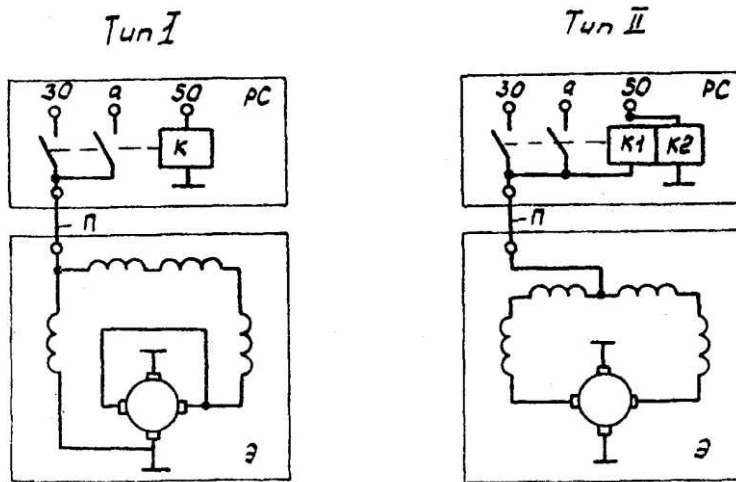 Тип I
Тип II
30 а 50 РС
К
П
Э
30 а 50 РС
К1 К2
П
Э